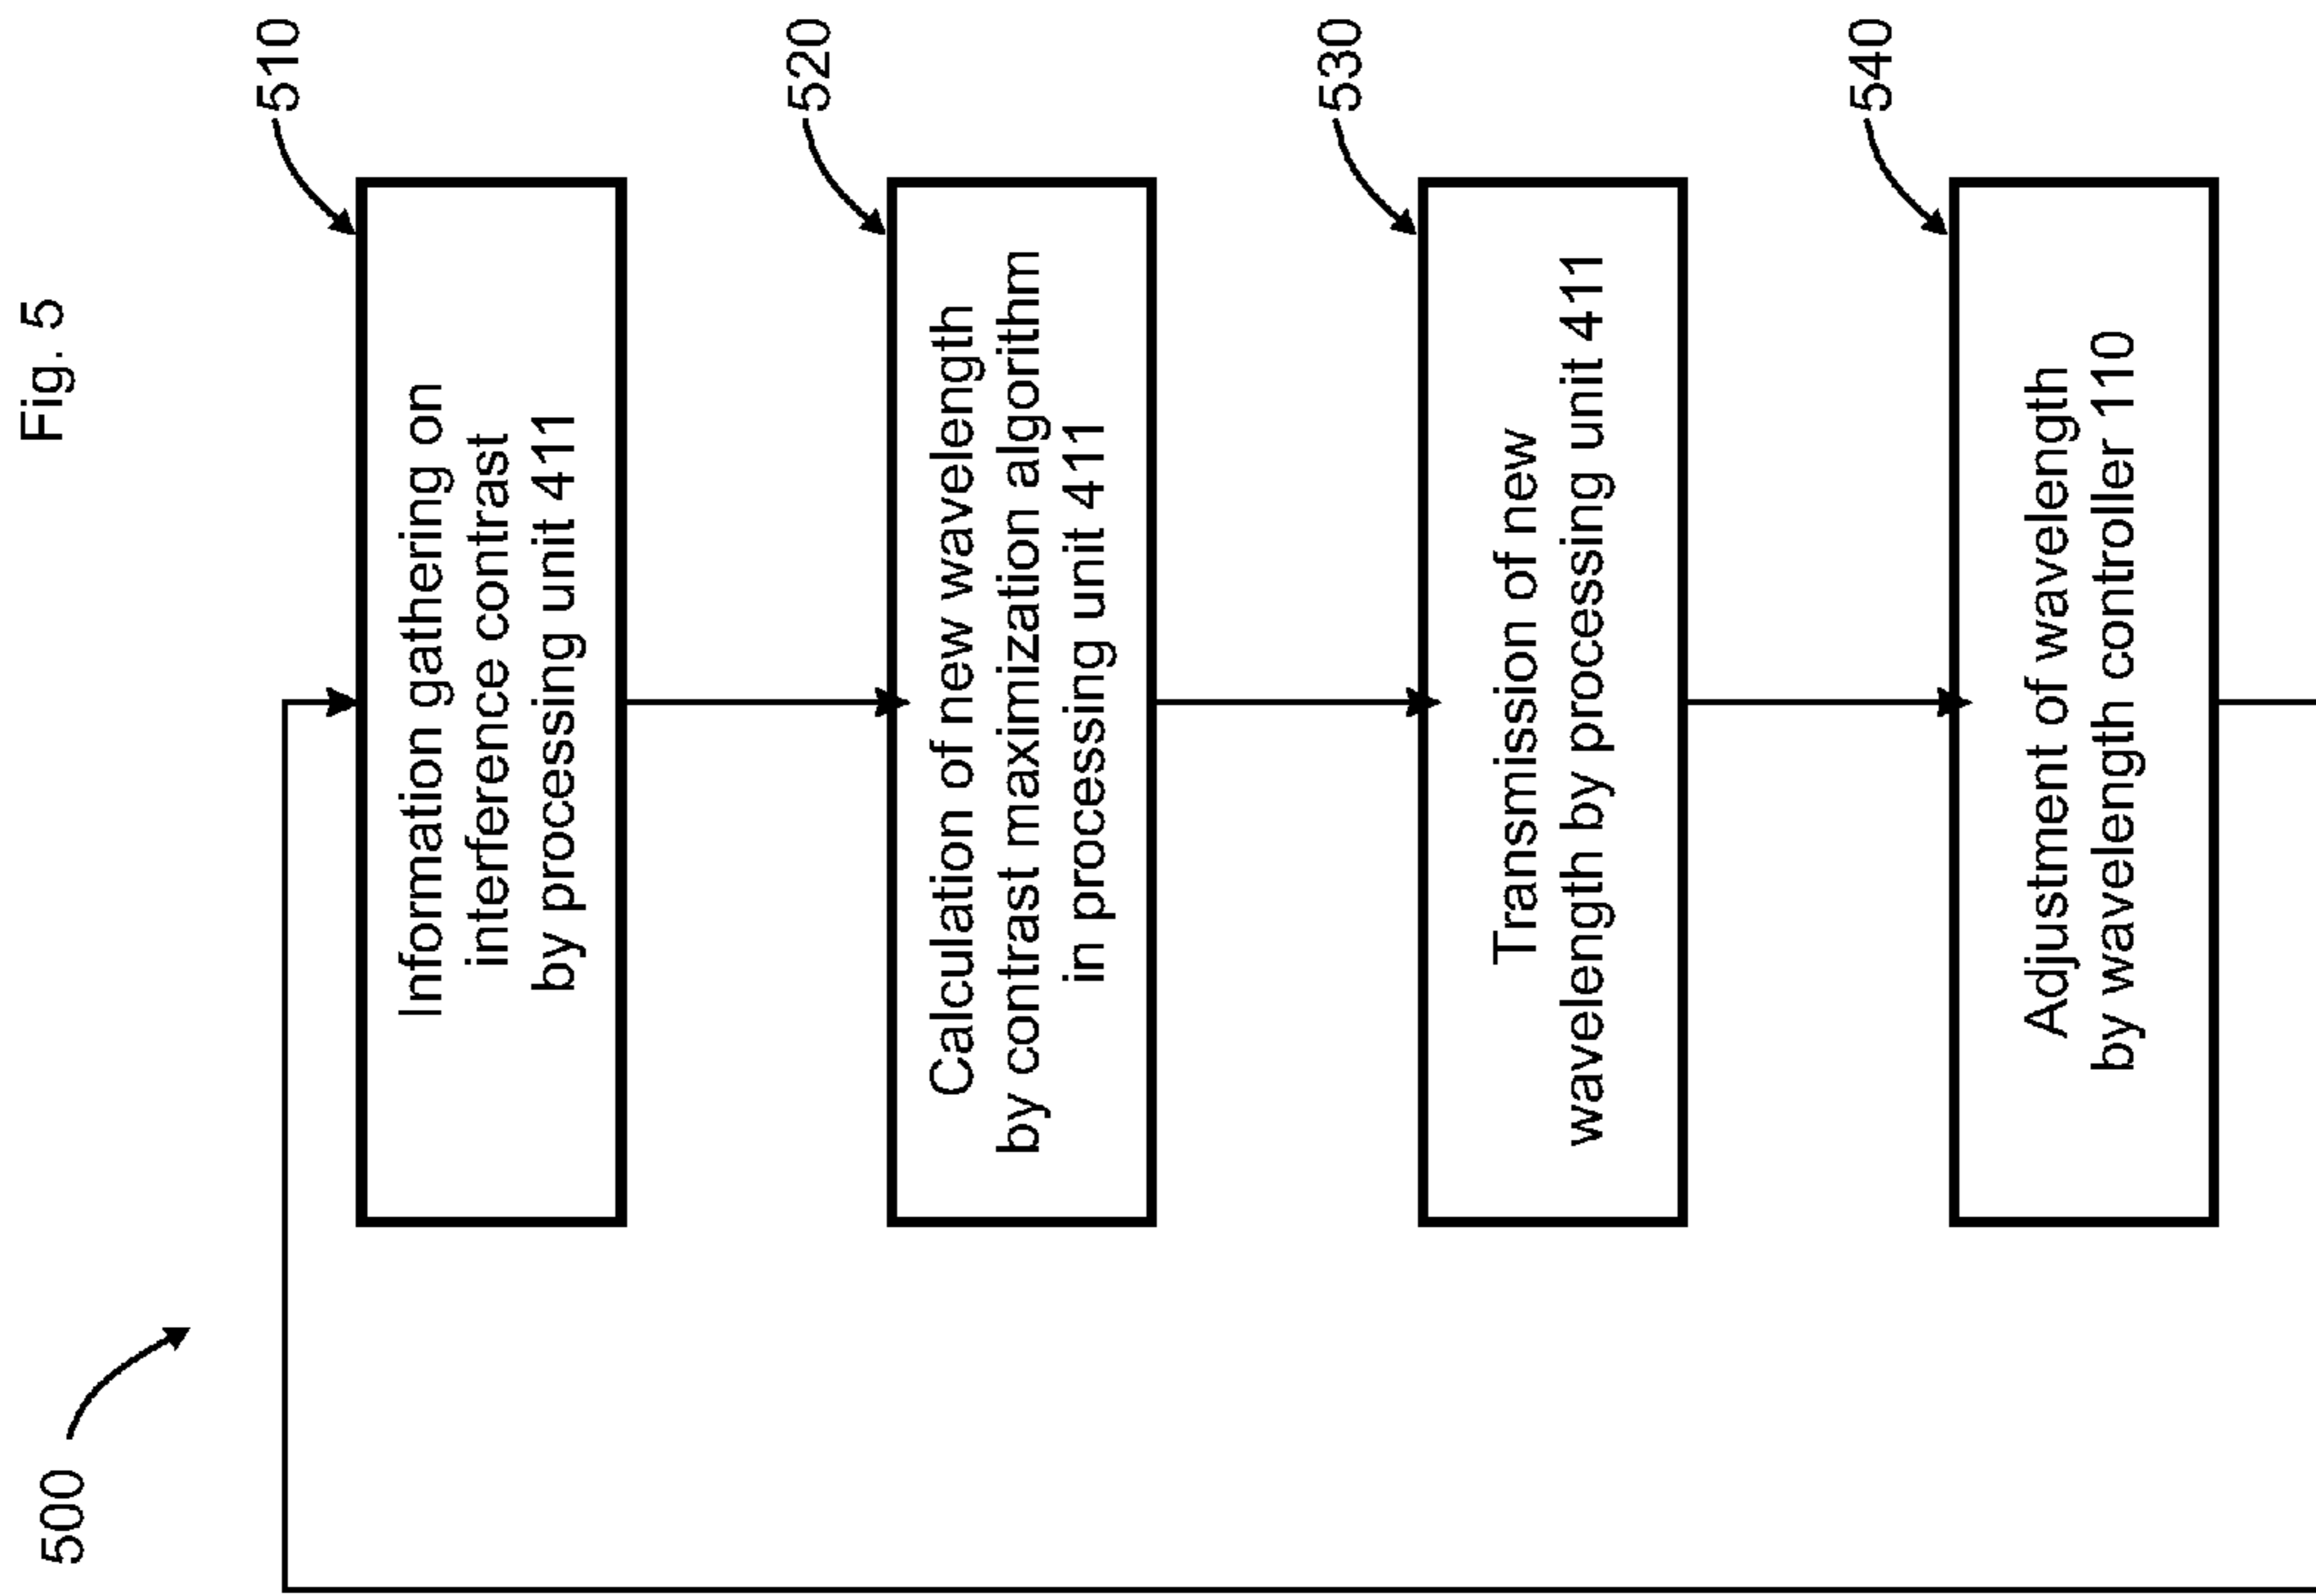 Fig. 5
500
510
Information gathering on
interference contrast
by processing unit 411
520
Calculation of new wavelength
by contrast maximization algorithm
in processing unit 411
530
Transmission of new
wavelength by processing unit 411
540
Adjustment of wavelength
by wavelength controller 110